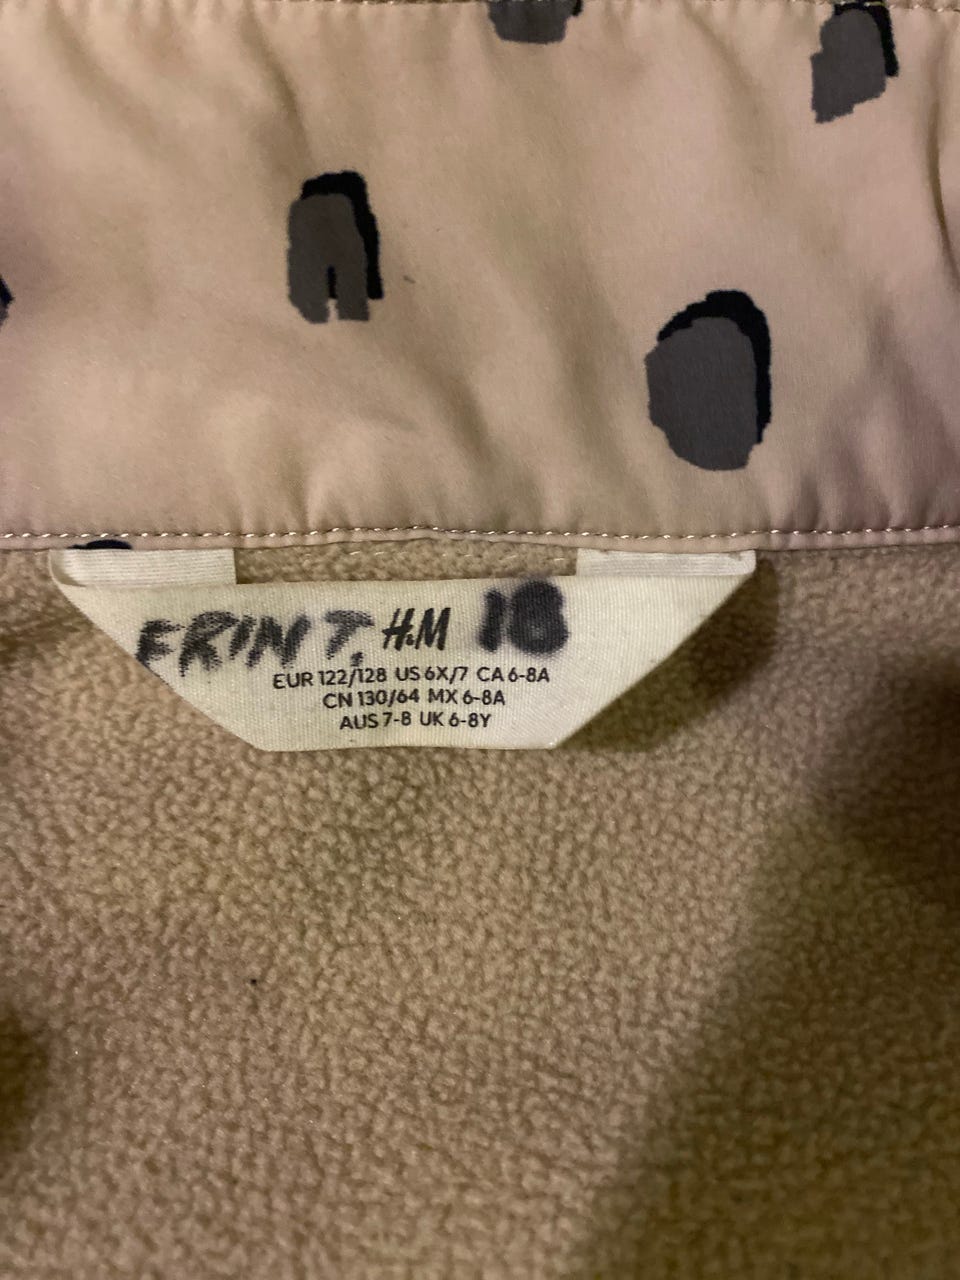 ERIN T. H&M 18
EUR 122/128 US 6X/7 CA 6-8A
CN 130/64 MX 6-8A
AUS 7-8 UK 6-8Y